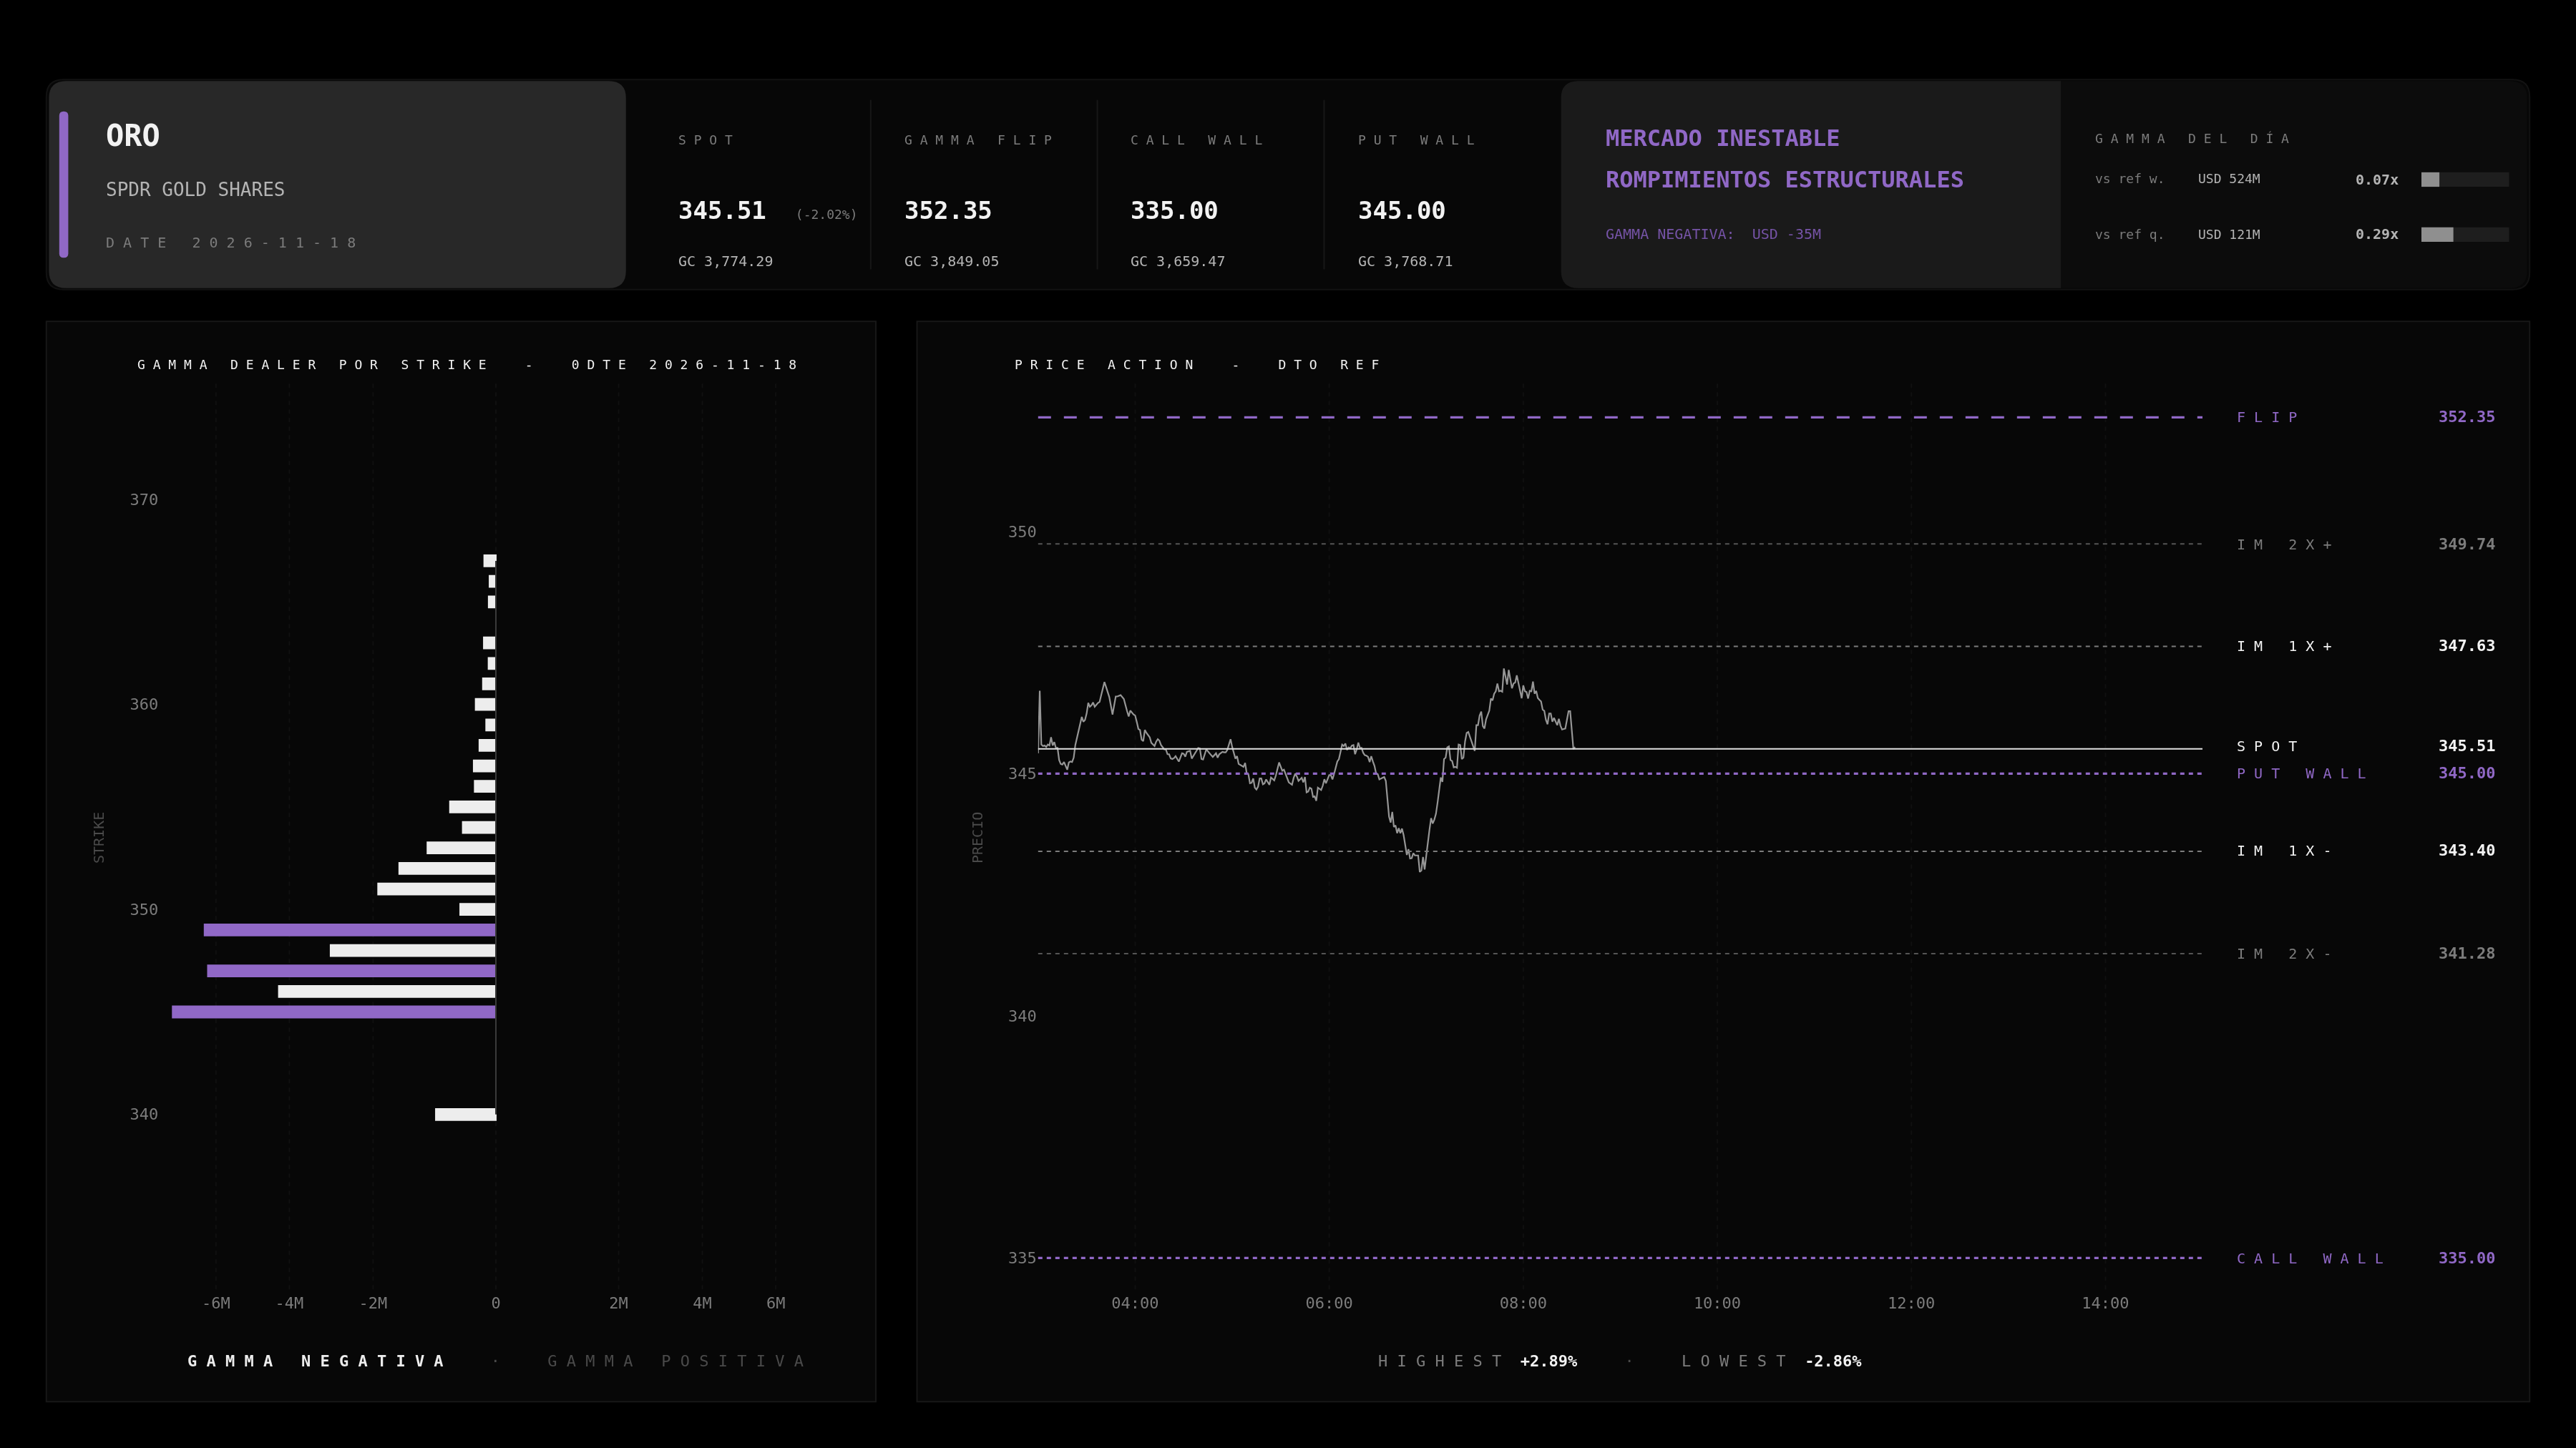 ORO
SPDR GOLD SHARES
DATE 2026-11-18
SPOT
345.51 (-2.02%)
GC 3,774.29
GAMMA FLIP
352.35
GC 3,849.05
CALL WALL
335.00
GC 3,659.47
PUT WALL
345.00
GC 3,768.71
MERCADO INESTABLE
ROMPIMIENTOS ESTRUCTURALES
GAMMA NEGATIVA: USD -35M
GAMMA DEL DÍA
vs ref w. USD 524M 0.07x
vs ref q. USD 121M 0.29x
GAMMA DEALER POR STRIKE - 0DTE 2026-11-18
370
360
350
340
STRIKE
-6M -4M -2M 0 2M 4M 6M
GAMMA NEGATIVA · GAMMA POSITIVA
PRICE ACTION - DTO REF
350
345
340
335
PRECIO
FLIP 352.35
IM 2X+ 349.74
IM 1X+ 347.63
SPOT 345.51
PUT WALL 345.00
IM 1X- 343.40
IM 2X- 341.28
CALL WALL 335.00
04:00 06:00 08:00 10:00 12:00 14:00
HIGHEST +2.89% · LOWEST -2.86%